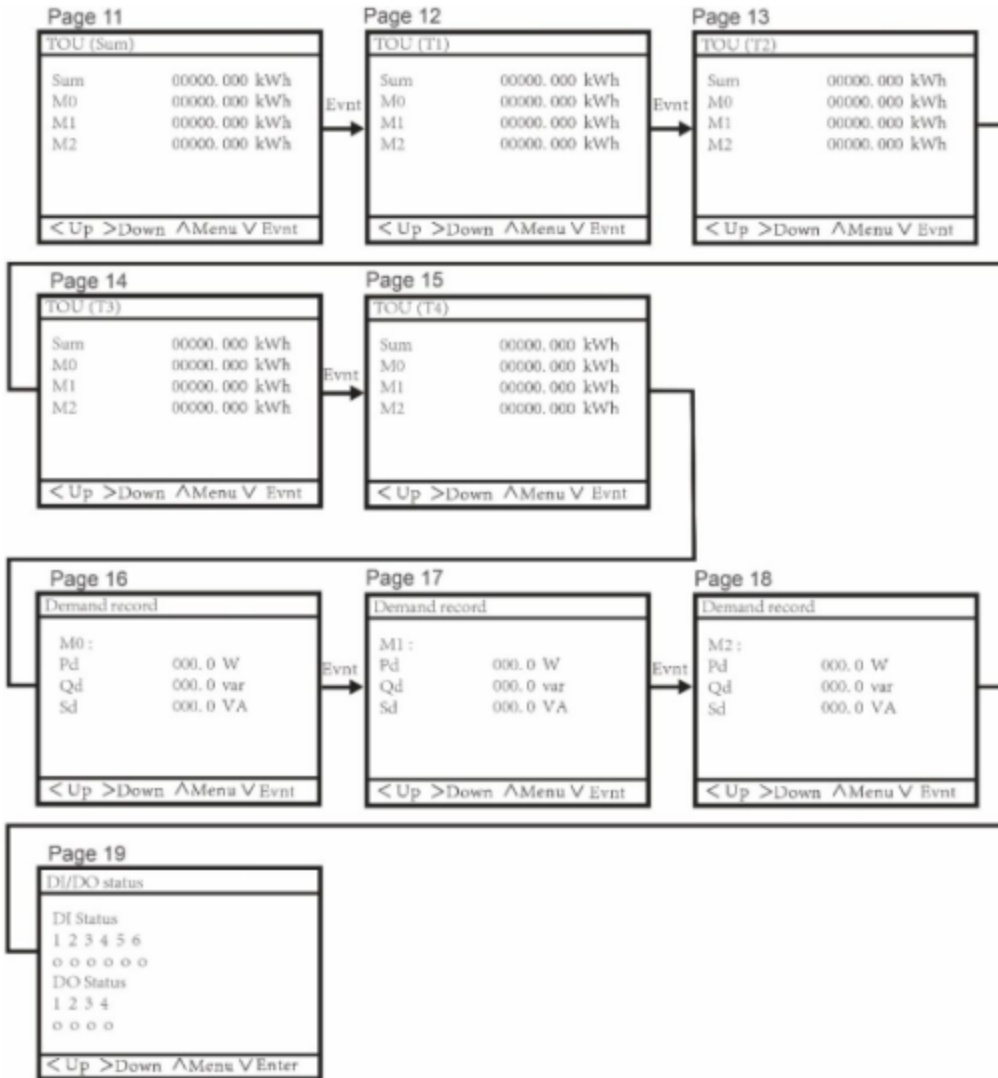 Page 11
TOU (Sum)
Sum 00000.000 kWh
M0 00000.000 kWh
M1 00000.000 kWh
M2 00000.000 kWh
<Up >Down ∧Menu ∨Evnt
Evnt
Page 12
TOU (T1)
Sum 00000.000 kWh
M0 00000.000 kWh
M1 00000.000 kWh
M2 00000.000 kWh
<Up >Down ∧Menu ∨Evnt
Evnt
Page 13
TOU (T2)
Sum 00000.000 kWh
M0 00000.000 kWh
M1 00000.000 kWh
M2 00000.000 kWh
<Up >Down ∧Menu ∨Evnt
Page 14
TOU (T3)
Sum 00000.000 kWh
M0 00000.000 kWh
M1 00000.000 kWh
M2 00000.000 kWh
<Up >Down ∧Menu ∨Evnt
Evnt
Page 15
TOU (T4)
Sum 00000.000 kWh
M0 00000.000 kWh
M1 00000.000 kWh
M2 00000.000 kWh
<Up >Down ∧Menu ∨Evnt
Page 16
Demand record
M0:
Pd 000.0 W
Qd 000.0 var
Sd 000.0 VA
<Up >Down ∧Menu ∨Evnt
Evnt
Page 17
Demand record
M1:
Pd 000.0 W
Qd 000.0 var
Sd 000.0 VA
<Up >Down ∧Menu ∨Evnt
Evnt
Page 18
Demand record
M2:
Pd 000.0 W
Qd 000.0 var
Sd 000.0 VA
<Up >Down ∧Menu ∨Evnt
Page 19
DI/DO status
DI Status
1 2 3 4 5 6
o o o o o o
DO Status
1 2 3 4
o o o o
<Up >Down ∧Menu ∨Enter